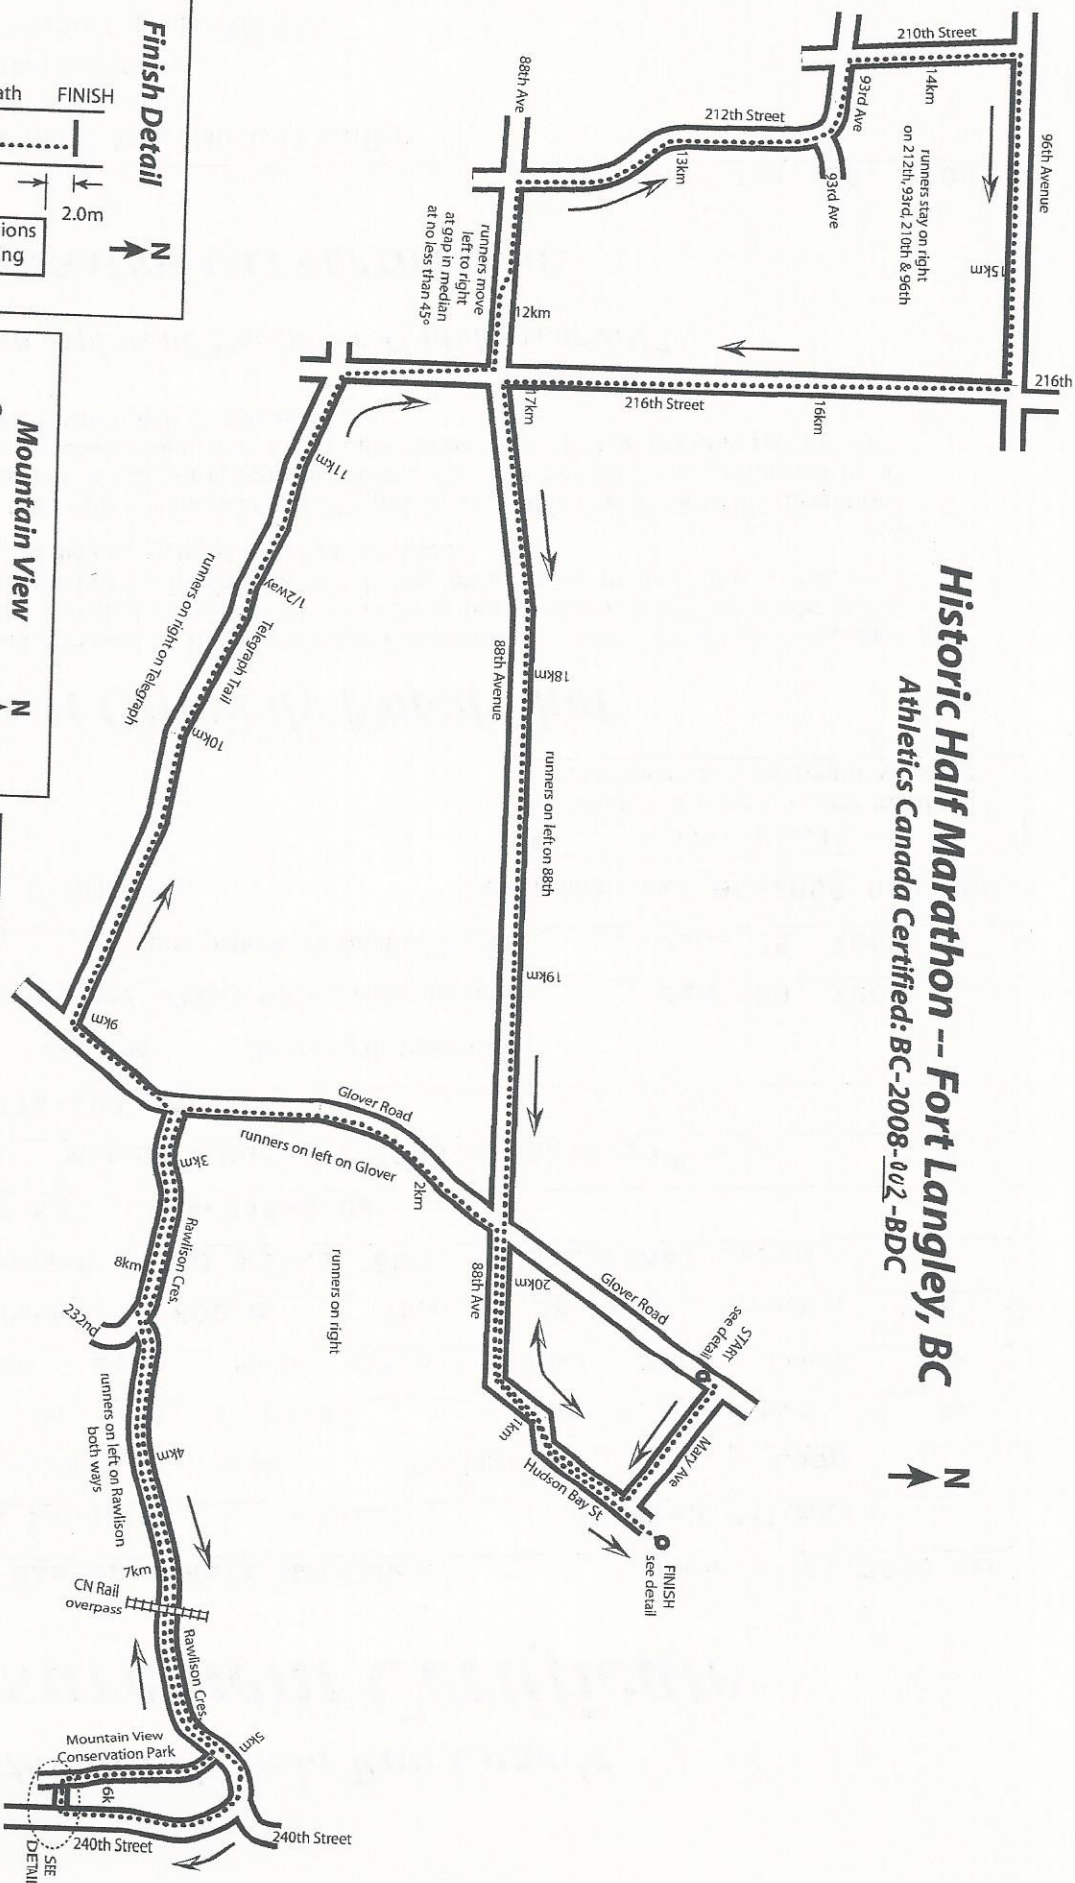 Historic Half Marathon -- Fort Langley, BC
Athletics Canada Certified: BC-2008-002-BDC
N
96th Avenue
210th Street
14km
15km
runners stay on right
on 212th, 93rd, 210th & 96th
93rd Ave
93rd Ave
212th Street
13km
88th Ave
runners move
left to right
at gap in median
at no less than 45°
12km
216th
216th Street
16km
17km
11km
1/2way
Telegraph Trail
runners on right on Telegraph
10km
9km
88th Avenue
18km
runners on left on 88th
19km
Glover Road
runners on left on Glover
2km
3km
Rawlison Cres.
8km
232nd
runners on right
88th Ave
20km
Glover Road
START
see detail
Mary Ave
1km
Hudson Bay St
FINISH
see detail
runners on left on Rawlison
both ways
4km
7km
CN Rail
overpass
Rawlison Cres.
5km
Mountain View
Conservation Park
6k
240th Street
240th Street
SEE
DETAIL
Finish Detail
ath
FINISH
2.0m
N
ions
ng
Mountain View
N